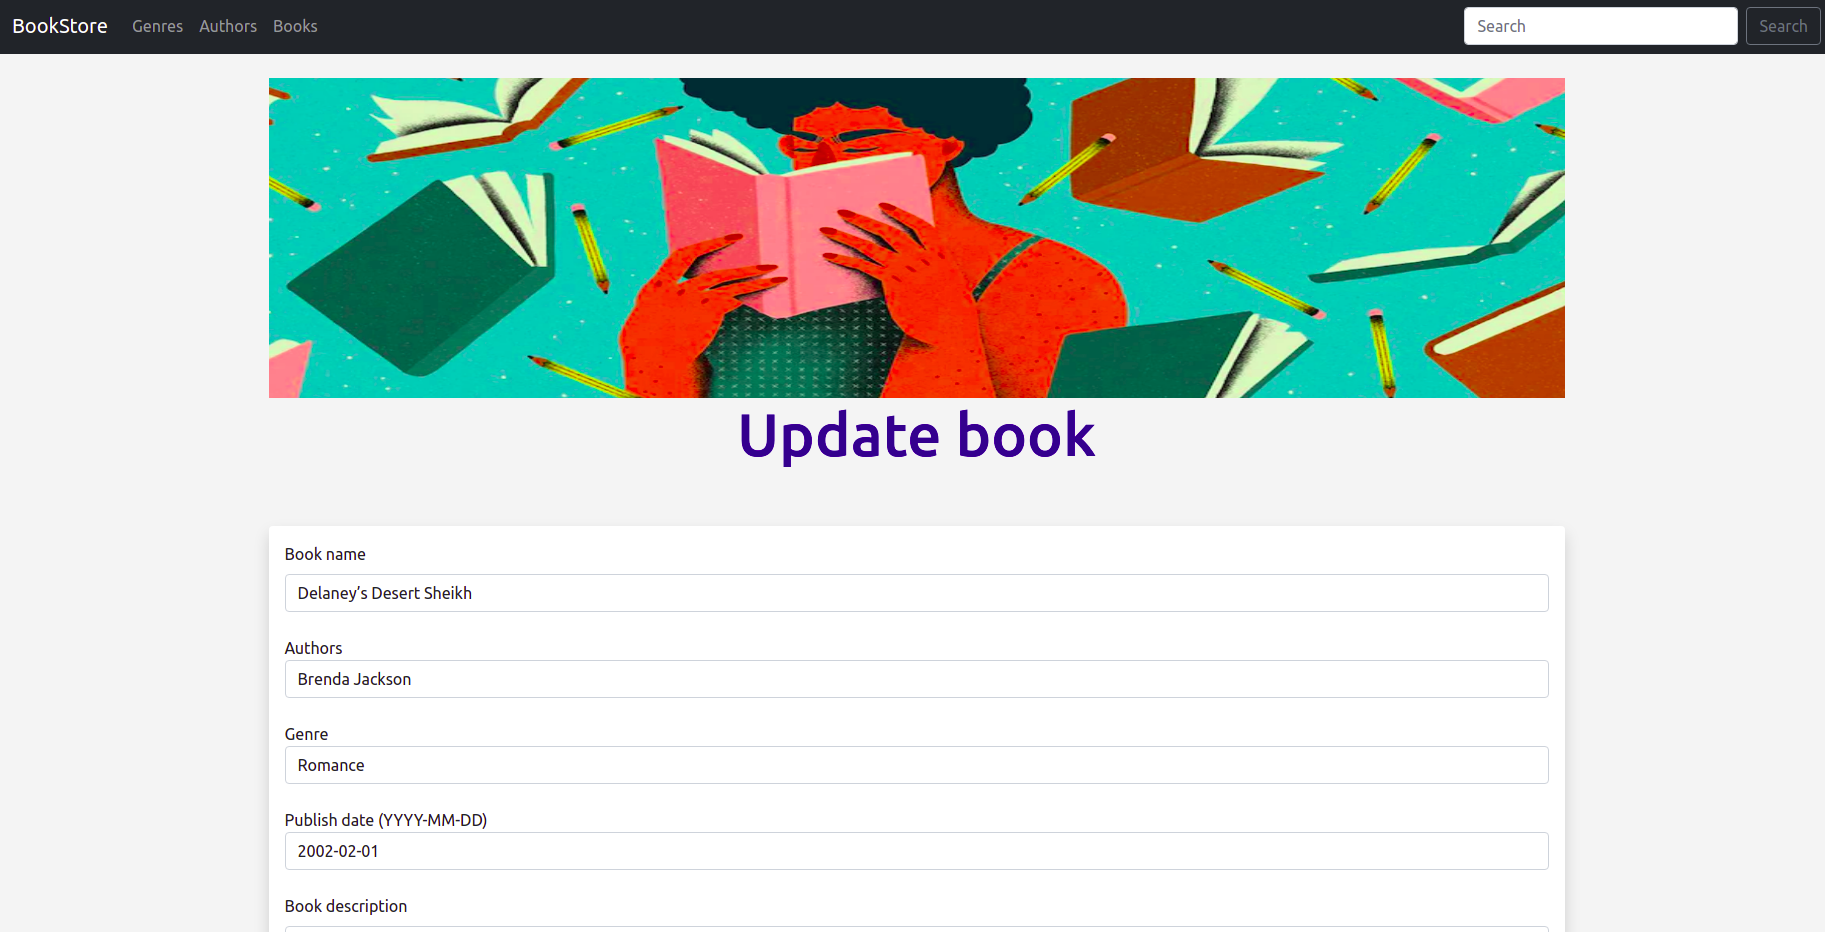 BookStore Genres Authors Books Search Search
Update book
Book name
Delaney’s Desert Sheikh
Authors
Brenda Jackson
Genre
Romance
Publish date (YYYY-MM-DD)
2002-02-01
Book description